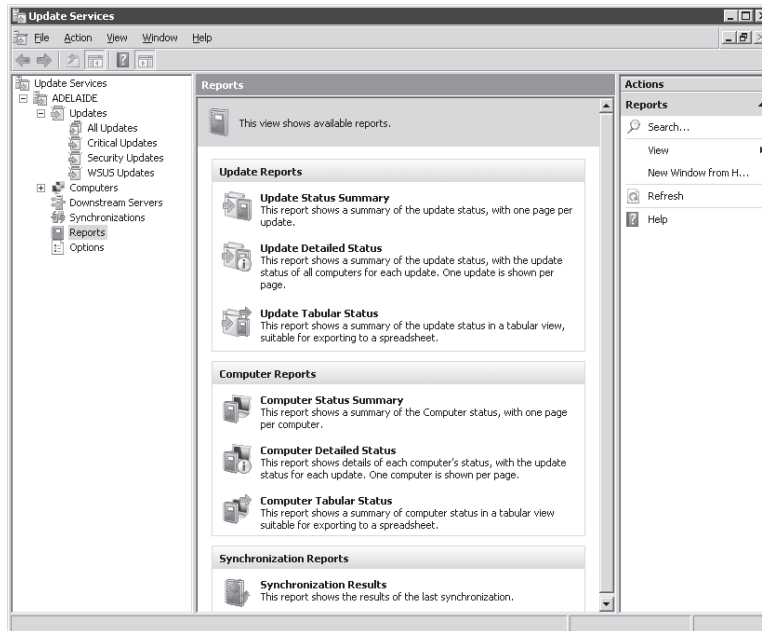 Update Services
File Action View Window Help
Update Services
ADELAIDE
Updates
All Updates
Critical Updates
Security Updates
WSUS Updates
Computers
Downstream Servers
Synchronizations
Reports
Options
Reports
This view shows available reports.
Update Reports
Update Status Summary
This report shows a summary of the update status, with one page per
update.
Update Detailed Status
This report shows a summary of the update status, with the update
status of all computers for each update. One update is shown per
page.
Update Tabular Status
This report shows a summary of the update status in a tabular view,
suitable for exporting to a spreadsheet.
Computer Reports
Computer Status Summary
This report shows a summary of the Computer status, with one page
per computer.
Computer Detailed Status
This report shows details of each computer's status, with the update
status for each update. One computer is shown per page.
Computer Tabular Status
This report shows a summary of computer status in a tabular view
suitable for exporting to a spreadsheet.
Synchronization Reports
Synchronization Results
This report shows the results of the last synchronization.
Actions
Reports
Search...
View
New Window from H...
Refresh
Help